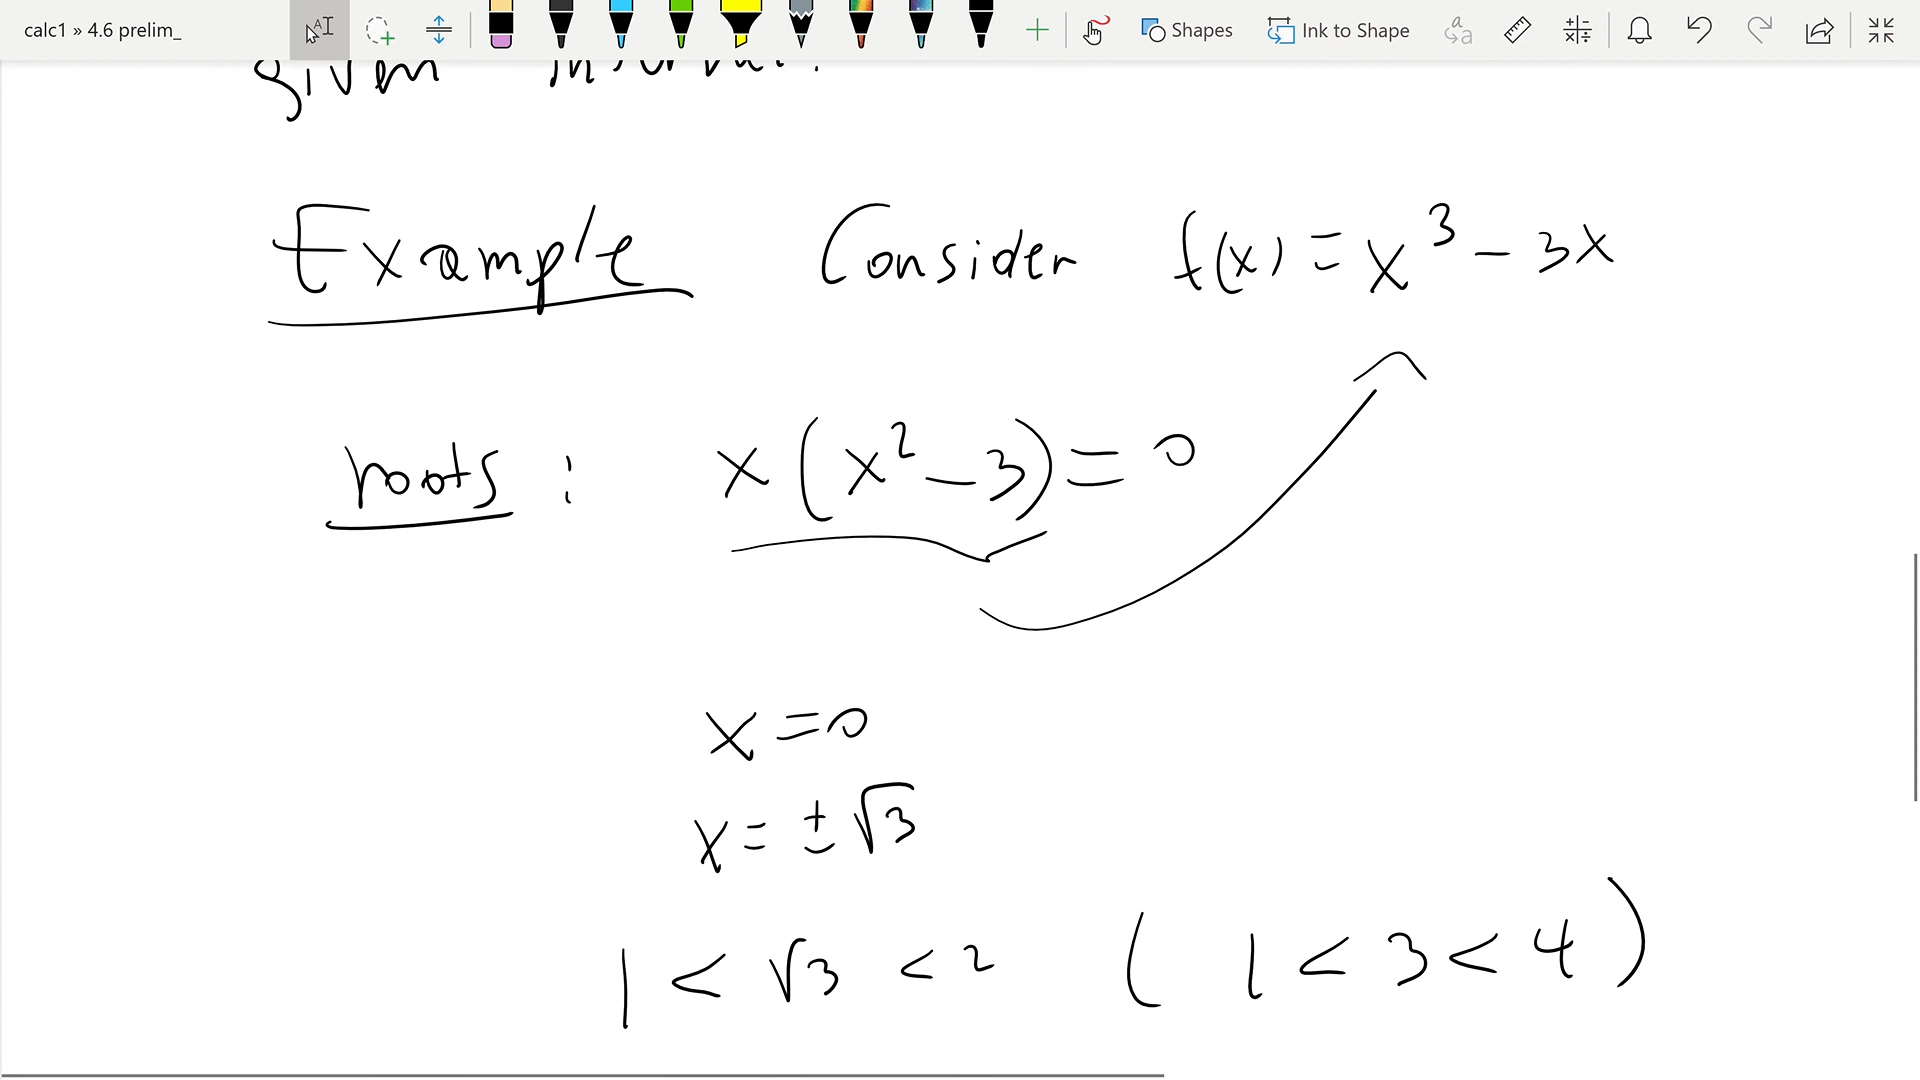 calc1 » 4.6 prelim_
Shapes
Ink to Shape
given
Example Consider f(x) = x³ - 3x
roots : x(x² - 3) = 0
x = 0
x = ± √3
1 < √3 < 2 ( 1 < 3 < 4 )